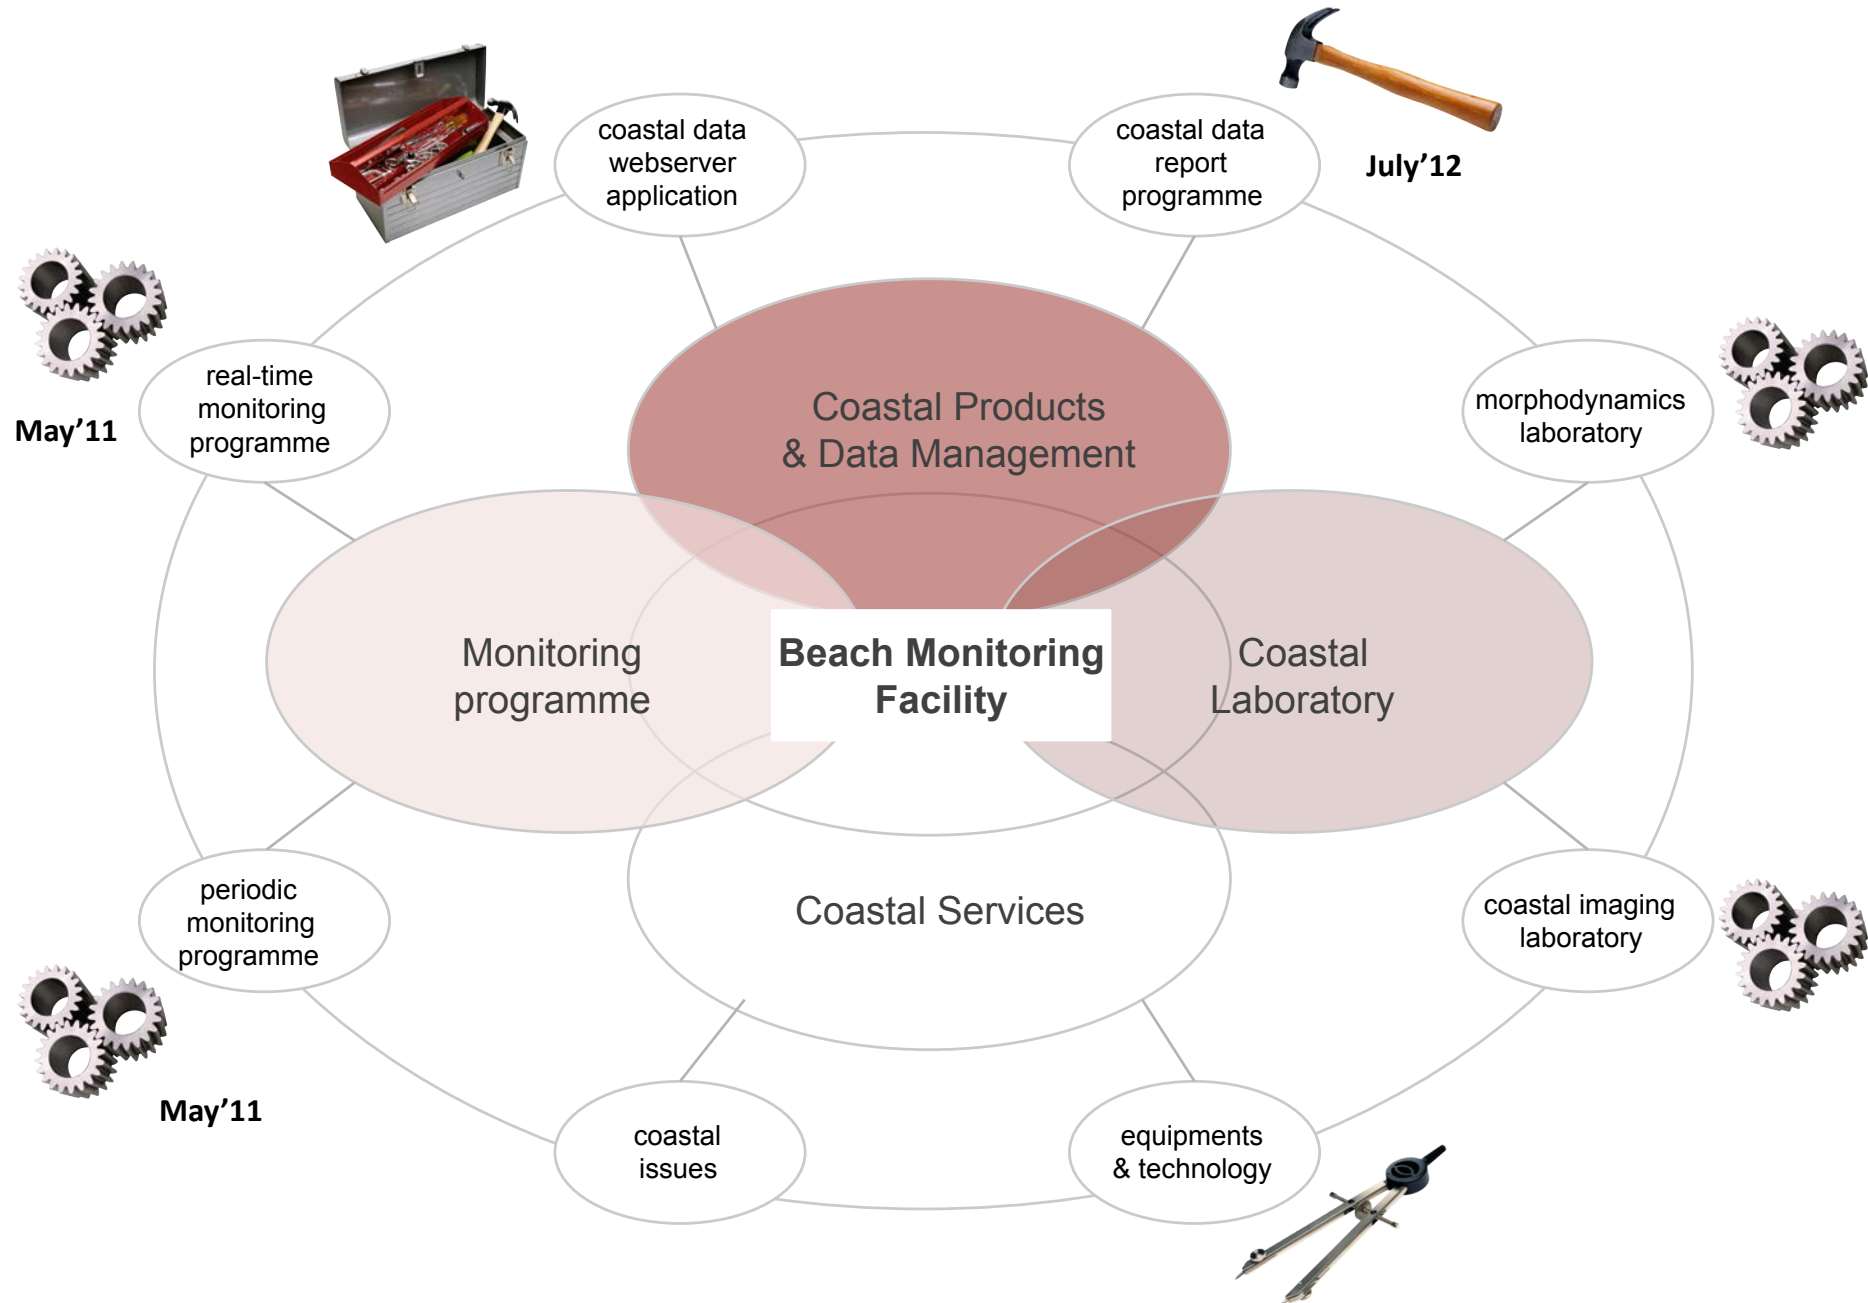 coastal data
webserver
application
coastal data
report
programme
July'12
real-time
monitoring
programme
May'11
Coastal Products
& Data Management
morphodynamics
laboratory
Monitoring
programme
Beach Monitoring
Facility
Coastal
Laboratory
periodic
monitoring
programme
May'11
Coastal Services
coastal imaging
laboratory
coastal
issues
equipments
& technology